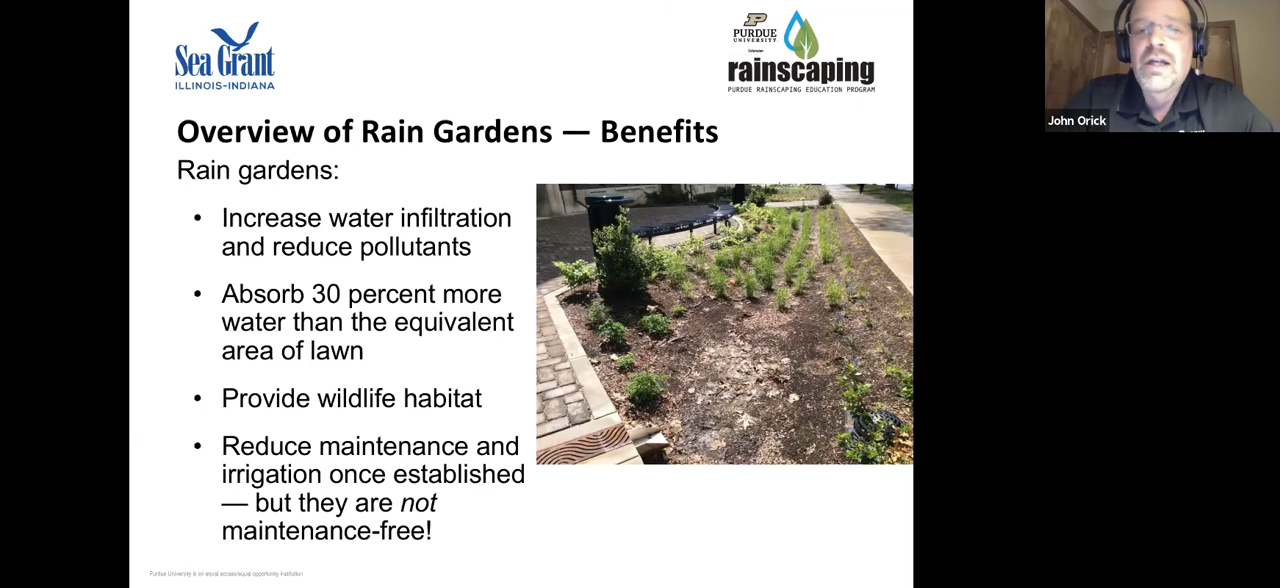 Sea Grant
ILLINOIS-INDIANA
P
PURDUE
UNIVERSITY
Extension
rainscaping
PURDUE RAINSCAPING EDUCATION PROGRAM
John Orick
Overview of Rain Gardens — Benefits
Rain gardens:
• Increase water infiltration
and reduce pollutants
• Absorb 30 percent more
water than the equivalent
area of lawn
• Provide wildlife habitat
• Reduce maintenance and
irrigation once established
— but they are not
maintenance-free!
Purdue University is an equal access/equal opportunity institution